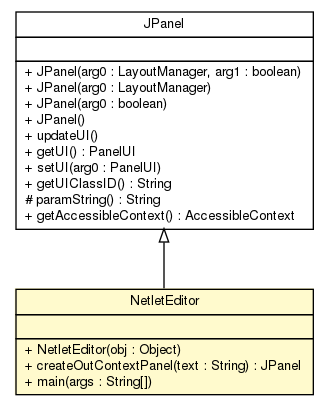 JPanel
+ JPanel(arg0 : LayoutManager, arg1 : boolean)
+ JPanel(arg0 : LayoutManager)
+ JPanel(arg0 : boolean)
+ JPanel()
+ updateUI()
+ getUI() : PanelUI
+ setUI(arg0 : PanelUI)
+ getUIClassID() : String
# paramString() : String
+ getAccessibleContext() : AccessibleContext
NetletEditor
+ NetletEditor(obj : Object)
+ createOutContextPanel(text : String) : JPanel
+ main(args : String[])